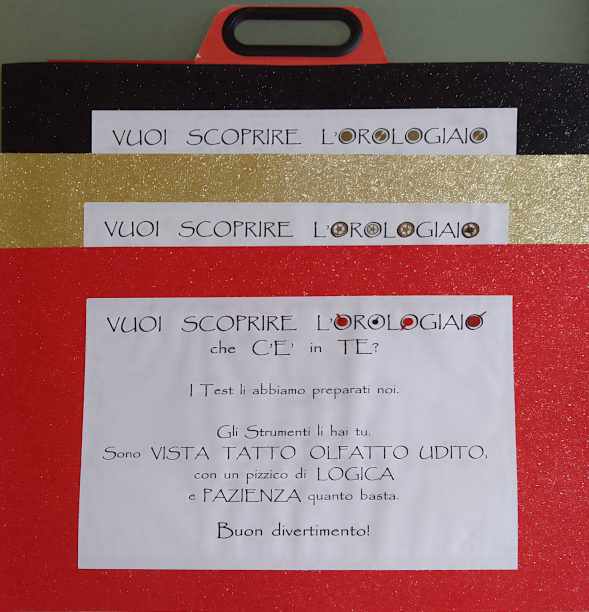 VUOI SCOPRIRE L'OROLOGIAIO
VUOI SCOPRIRE L'OROLOGIAIO
VUOI SCOPRIRE L'OROLOGIAIO
che C'E' in TE?
I Test li abbiamo preparati noi.
Gli Strumenti li hai tu.
Sono VISTA TATTO OLFATTO UDITO,
con un pizzico di LOGICA
e PAZIENZA quanto basta.
Buon divertimento!